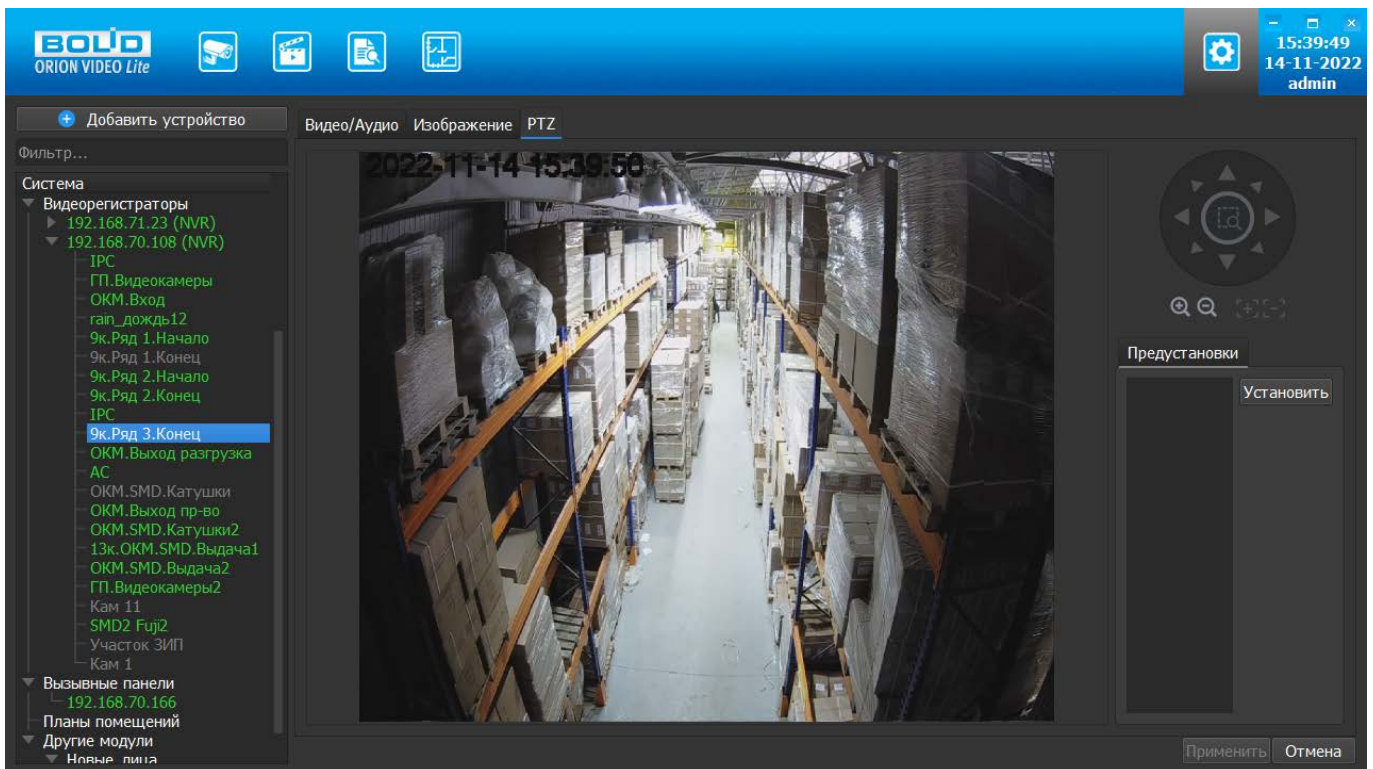 BOLID
ORION VIDEO Lite
15:39:49
14-11-2022
admin
Добавить устройство
Фильтр...
Система
Видеорегистраторы
192.168.71.23 (NVR)
192.168.70.108 (NVR)
IPC
ГП.Видеокамеры
ОКМ.Вход
rain_дождь12
9к.Ряд 1.Начало
9к.Ряд 1.Конец
9к.Ряд 2.Начало
9к.Ряд 2.Конец
IPC
9к.Ряд 3.Конец
ОКМ.Выход разгрузка
АС
ОКМ.SMD.Катушки
ОКМ.Выход пр-во
ОКМ.SMD.Катушки2
13к.ОКМ.SMD.Выдача1
ОКМ.SMD.Выдача2
ГП.Видеокамеры2
Кам 11
SMD2 Fuji2
Участок ЗИП
Кам 1
Вызывные панели
192.168.70.166
Планы помещений
Другие модули
Новые лица
Видео/Аудио Изображение PTZ
2022-11-14 15:39:50
Предустановки
Установить
Применить Отмена